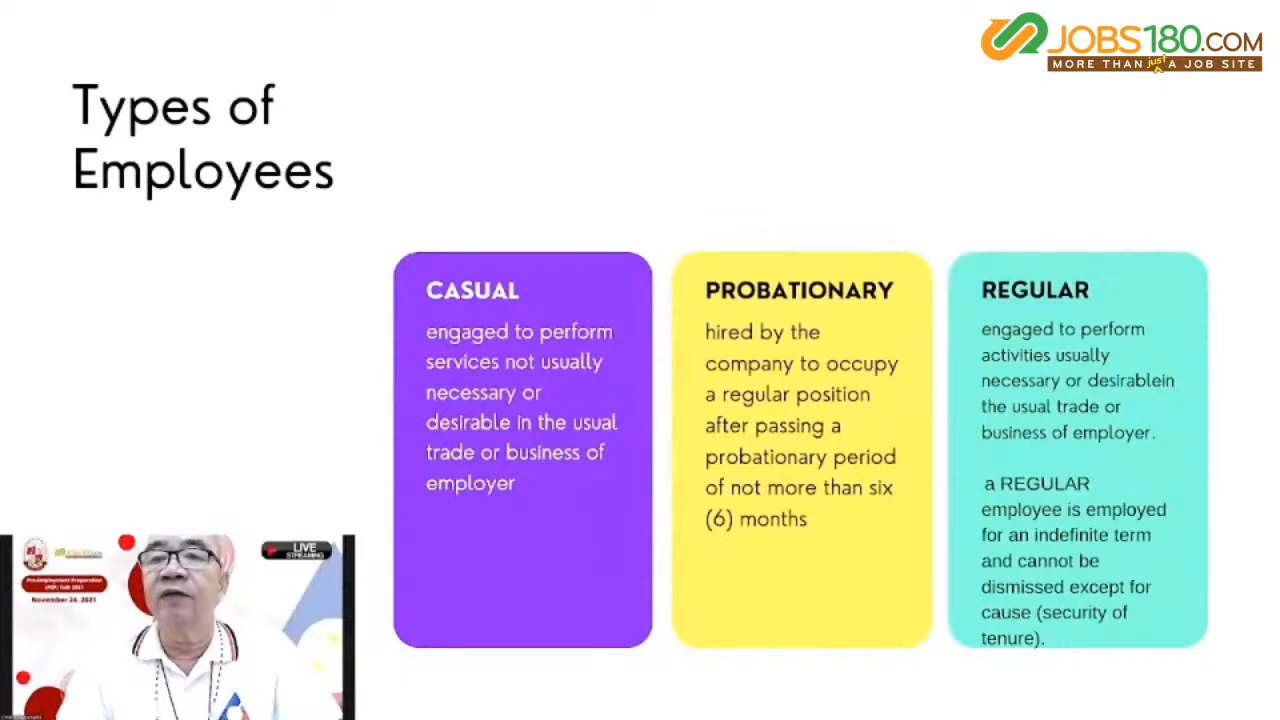 JOBS180.COM
MORE THAN just A JOB SITE
Types of
Employees
CASUAL
engaged to perform
services not usually
necessary or
desirable in the usual
trade or business of
employer
PROBATIONARY
hired by the
company to occupy
a regular position
after passing a
probationary period
of not more than six
(6) months
REGULAR
engaged to perform
activities usually
necessary or desirablein
the usual trade or
business of employer.
a REGULAR
employee is employed
for an indefinite term
and cannot be
dismissed except for
cause (security of
tenure).
LIVE
STREAMING
Pre-Employment Preparation
(PEP) Talk 2021
November 24, 2021